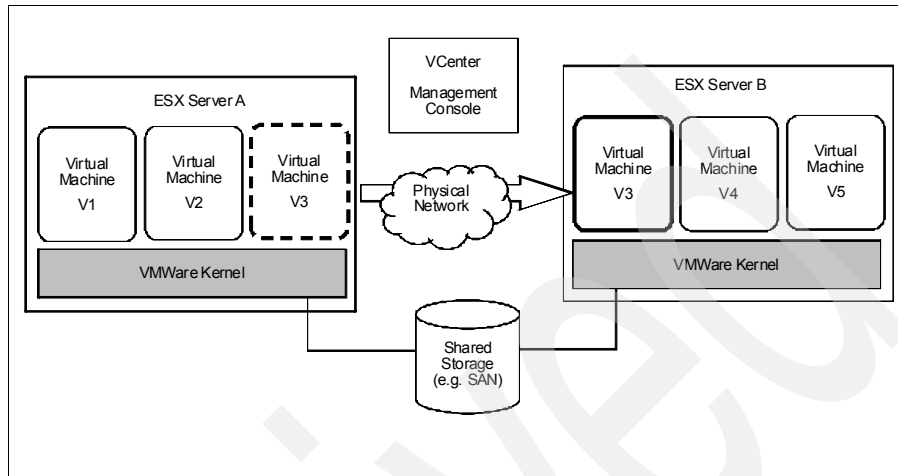 VCenter
Management
Console
ESX Server A
Virtual
Machine
V1
Virtual
Machine
V2
Virtual
Machine
V3
VMWare Kernel
Physical
Network
ESX Server B
Virtual
Machine
V3
Virtual
Machine
V4
Virtual
Machine
V5
VMWare Kernel
Shared
Storage
(e.g. SAN)